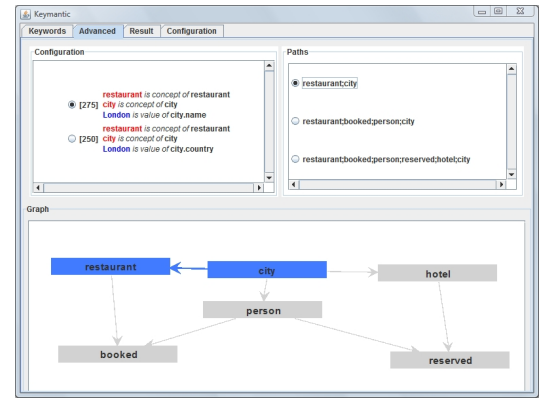 Keymantic
Keywords Advanced Result Configuration
Configuration
restaurant is concept of restaurant
[275] city is concept of city
London is value of city.name
restaurant is concept of restaurant
[250] city is concept of city
London is value of city.country
Paths
restaurant;city
restaurant;booked;person;city
restaurant;booked;person;reserved;hotel;city
Graph
restaurant
city
hotel
person
booked
reserved